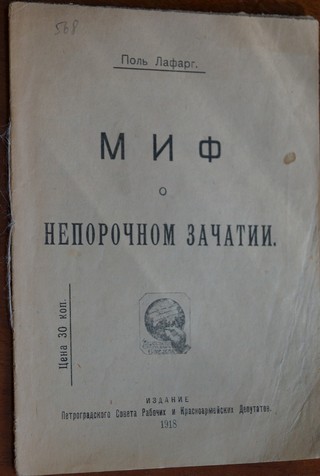 568
Поль Лафарг.
МИФ
О
НЕПОРОЧНОМ ЗАЧАТИИ.
Цена 30 коп.
ИЗДАНИЕ
Петроградского Совета Рабочих и Красноармейских Депутатов.
1918